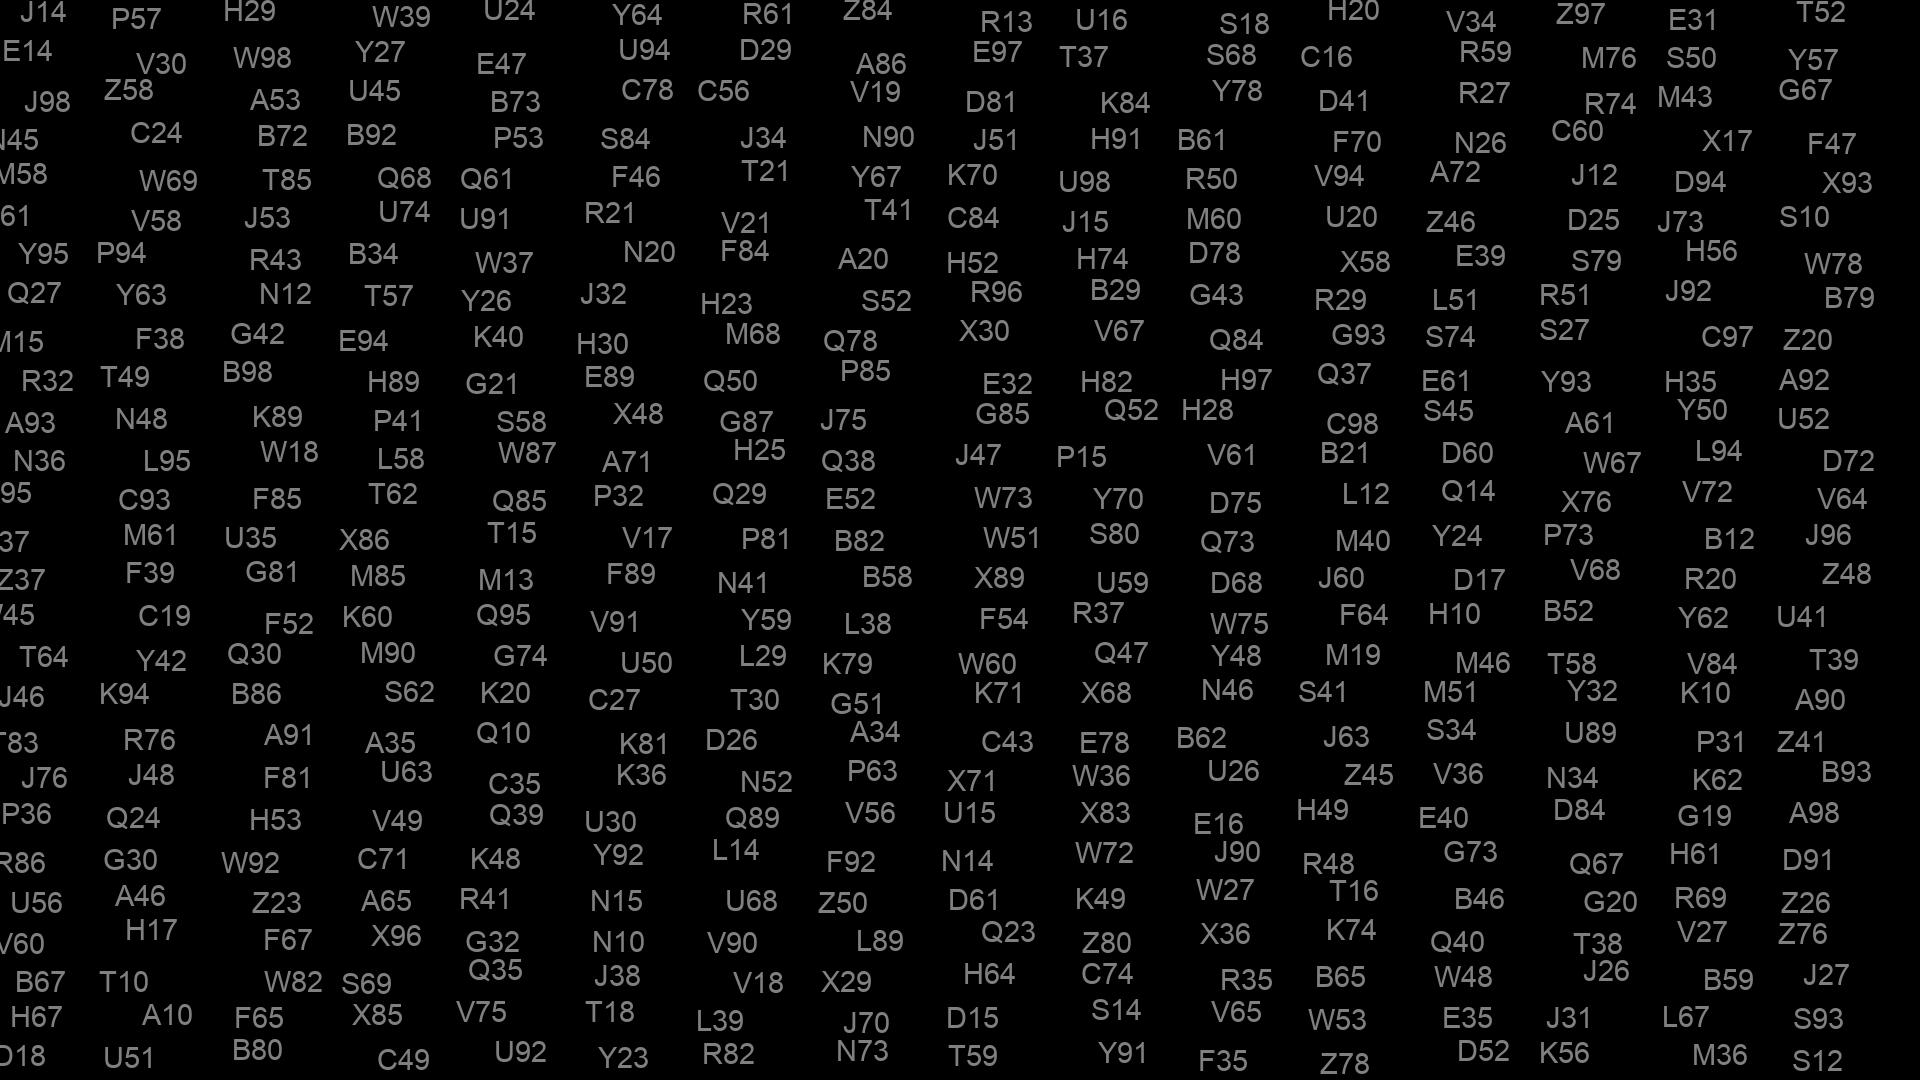 J14 P57 H29 W39 U24 Y64 R61 Z84 R13 U16 S18 H20 V34 Z97 E31 T52
E14 V30 W98 Y27 E47 U94 D29 A86 E97 T37 S68 C16 R59 M76 S50 Y57
J98 Z58 A53 U45 B73 C78 C56 V19 D81 K84 Y78 D41 R27 R74 M43 G67
N45 C24 B72 B92 P53 S84 J34 N90 J51 H91 B61 F70 N26 C60 X17 F47
M58 W69 T85 Q68 Q61 F46 T21 Y67 K70 U98 R50 V94 A72 J12 D94 X93
61 V58 J53 U74 U91 R21 V21 T41 C84 J15 M60 U20 Z46 D25 J73 S10
Y95 P94 R43 B34 W37 N20 F84 A20 H52 H74 D78 X58 E39 S79 H56 W78
Q27 Y63 N12 T57 Y26 J32 H23 S52 R96 B29 G43 R29 L51 R51 J92 B79
M15 F38 G42 E94 K40 H30 M68 Q78 X30 V67 Q84 G93 S74 S27 C97 Z20
R32 T49 B98 H89 G21 E89 Q50 P85 E32 H82 H97 Q37 E61 Y93 H35 A92
A93 N48 K89 P41 S58 X48 G87 J75 G85 Q52 H28 C98 S45 A61 Y50 U52
N36 L95 W18 L58 W87 A71 H25 Q38 J47 P15 V61 B21 D60 W67 L94 D72
95 C93 F85 T62 Q85 P32 Q29 E52 W73 Y70 D75 L12 Q14 X76 V72 V64
37 M61 U35 X86 T15 V17 P81 B82 W51 S80 Q73 M40 Y24 P73 B12 J96
Z37 F39 G81 M85 M13 F89 N41 B58 X89 U59 D68 J60 D17 V68 R20 Z48
45 C19 F52 K60 Q95 V91 Y59 L38 F54 R37 W75 F64 H10 B52 Y62 U41
T64 Y42 Q30 M90 G74 U50 L29 K79 W60 Q47 Y48 M19 M46 T58 V84 T39
J46 K94 B86 S62 K20 C27 T30 G51 K71 X68 N46 S41 M51 Y32 K10 A90
T83 R76 A91 A35 Q10 K81 D26 A34 C43 E78 B62 J63 S34 U89 P31 Z41
J76 J48 F81 U63 C35 K36 N52 P63 X71 W36 U26 Z45 V36 N34 K62 B93
P36 Q24 H53 V49 Q39 U30 Q89 V56 U15 X83 E16 H49 E40 D84 G19 A98
R86 G30 W92 C71 K48 Y92 L14 F92 N14 W72 J90 R48 G73 Q67 H61 D91
U56 A46 Z23 A65 R41 N15 U68 Z50 D61 K49 W27 T16 B46 G20 R69 Z26
V60 H17 F67 X96 G32 N10 V90 L89 Q23 Z80 X36 K74 Q40 T38 V27 Z76
B67 T10 W82 S69 Q35 J38 V18 X29 H64 C74 R35 B65 W48 J26 B59 J27
H67 A10 F65 X85 V75 T18 L39 J70 D15 S14 V65 W53 E35 J31 L67 S93
D18 U51 B80 C49 U92 Y23 R82 N73 T59 Y91 F35 Z78 D52 K56 M36 S12